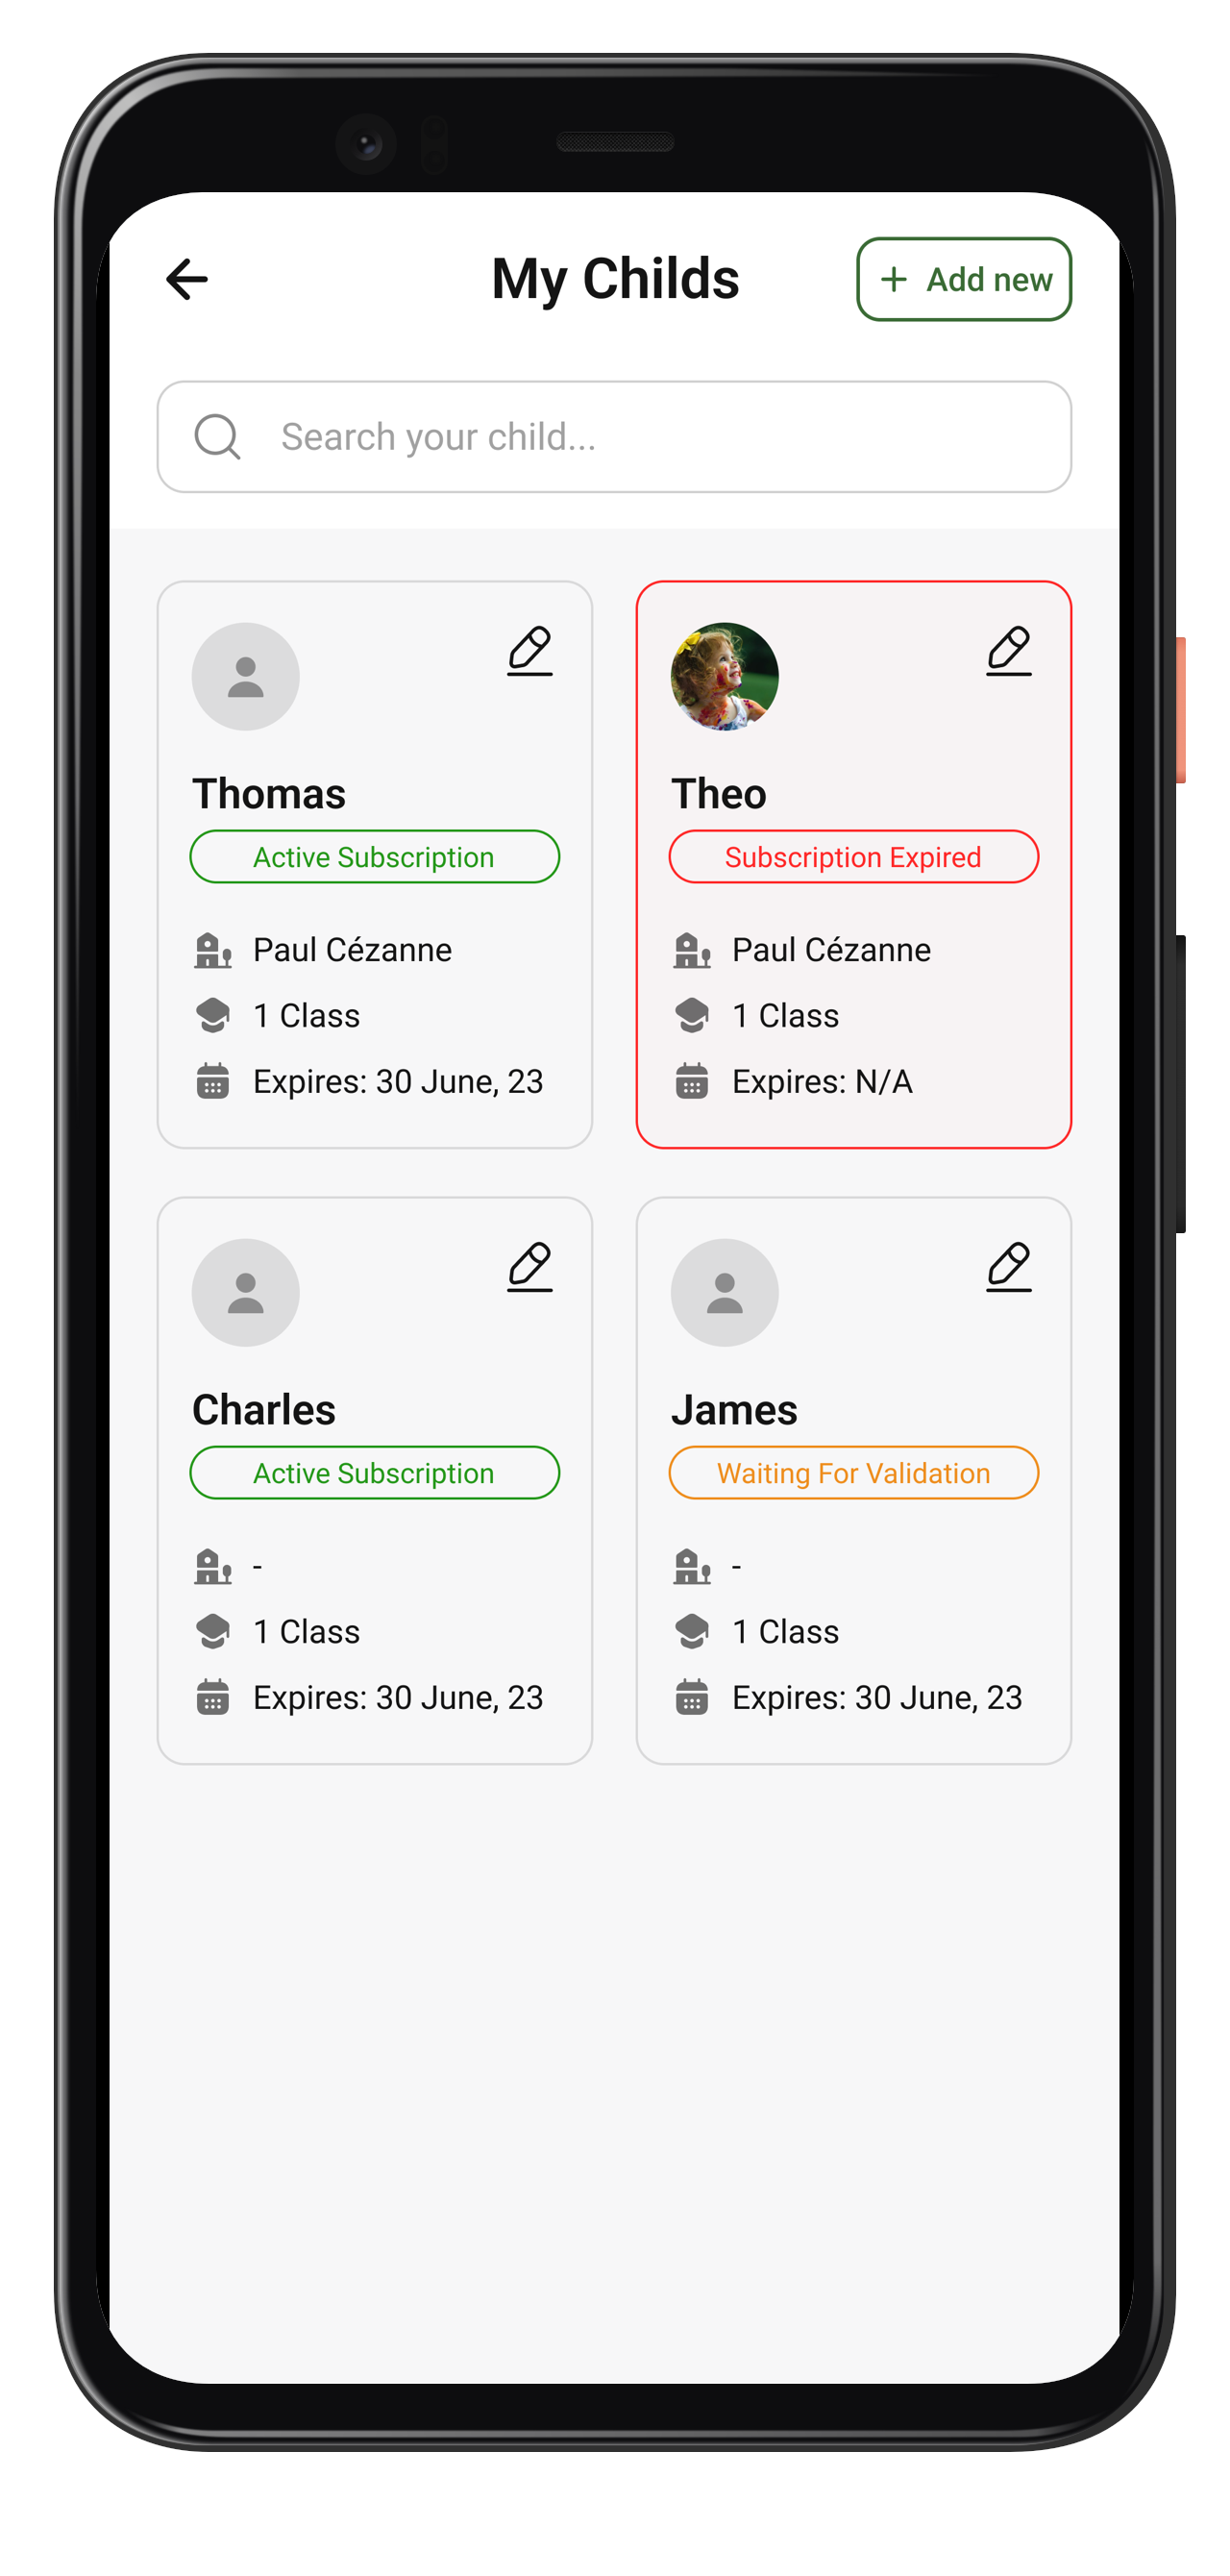 My Childs
+ Add new
Search your child...
Thomas
Active Subscription
Paul Cézanne
1 Class
Expires: 30 June, 23
Theo
Subscription Expired
Paul Cézanne
1 Class
Expires: N/A
Charles
Active Subscription
-
1 Class
Expires: 30 June, 23
James
Waiting For Validation
-
1 Class
Expires: 30 June, 23